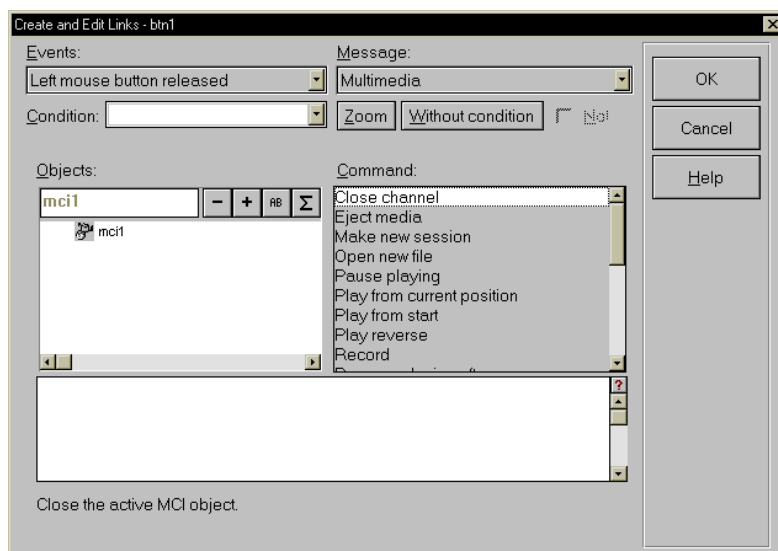 Create and Edit Links - btn1
Events:
Message:
Left mouse button released
Multimedia
OK
Condition:
Zoom
Without condition
Not
Cancel
Objects:
Command:
Help
mci1
- + AB Σ
mci1
Close channel
Eject media
Make new session
Open new file
Pause playing
Play from current position
Play from start
Play reverse
Record
?
Close the active MCI object.